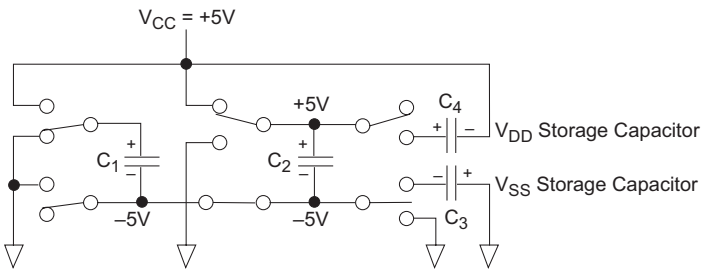 V_CC = +5V
+5V
C_4
+ –
V_DD Storage Capacitor
+
C_1
–
+
C_2
–
– +
V_SS Storage Capacitor
C_3
–5V
–5V